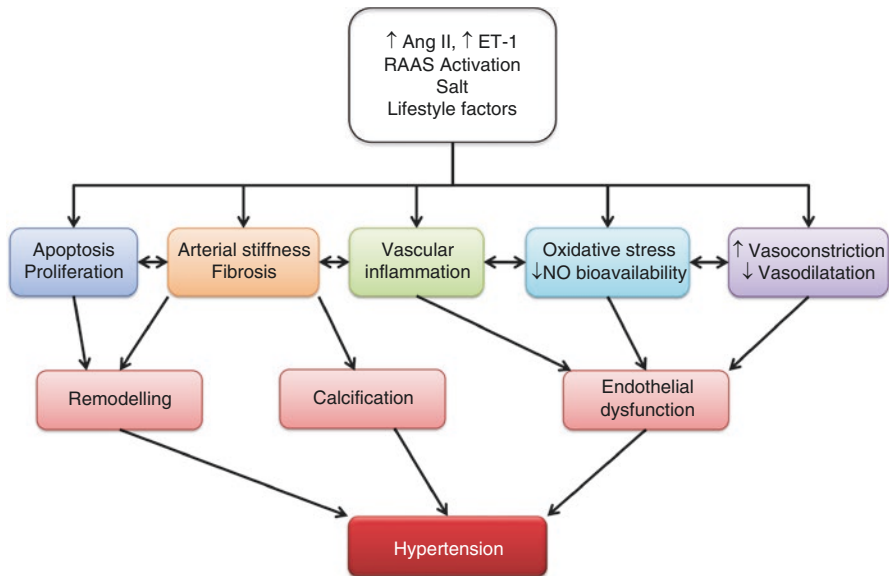 ↑ Ang II, ↑ ET-1
RAAS Activation
Salt
Lifestyle factors
Apoptosis
Proliferation
Arterial stiffness
Fibrosis
Vascular
inflammation
Oxidative stress
↓NO bioavailability
↑ Vasoconstriction
↓ Vasodilatation
Remodelling
Calcification
Endothelial
dysfunction
Hypertension